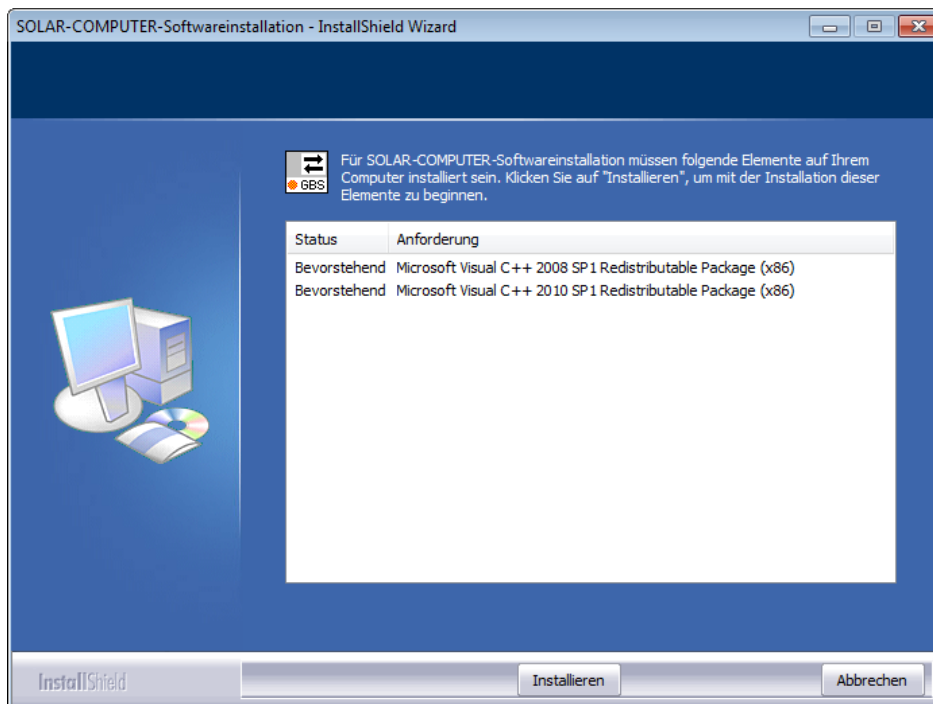 SOLAR-COMPUTER-Softwareinstallation - InstallShield Wizard
GBS
Für SOLAR-COMPUTER-Softwareinstallation müssen folgende Elemente auf Ihrem
Computer installiert sein. Klicken Sie auf "Installieren", um mit der Installation dieser
Elemente zu beginnen.
Status Anforderung
Bevorstehend Microsoft Visual C++ 2008 SP1 Redistributable Package (x86)
Bevorstehend Microsoft Visual C++ 2010 SP1 Redistributable Package (x86)
InstallShield
Installieren
Abbrechen